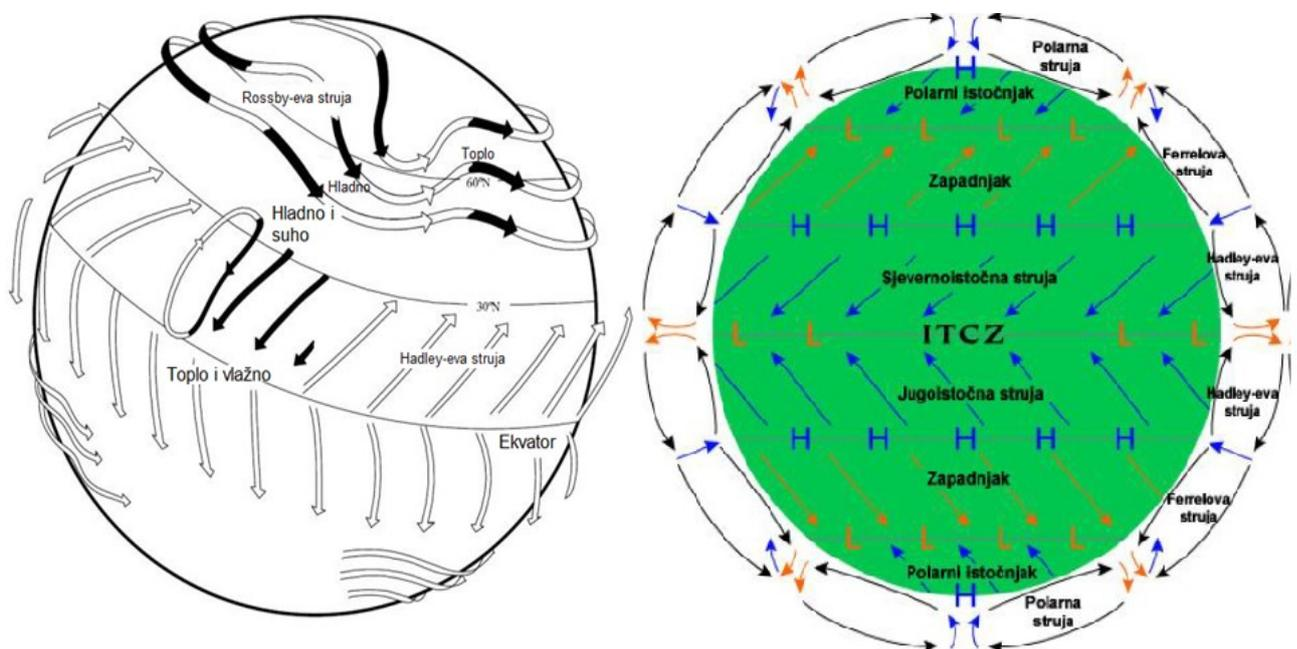 Rossby-eva struja
Toplo
60°N
Hladno
Hladno i
suho
30°N
Hadley-eva struja
Toplo i vlažno
Ekvator
Polarna
struja
H
Polarni istočnjak
L L L L
Ferrelova
struja
Zapadnjak
H H H H H
Hadley-eva
struja
Sjevernoistočna struja
L L ITCZ L L
Hadley-eva
struja
Jugoistočna struja
H H H H H
Zapadnjak
Ferrelova
struja
L L L L
Polarni istočnjak
H
Polarna
struja